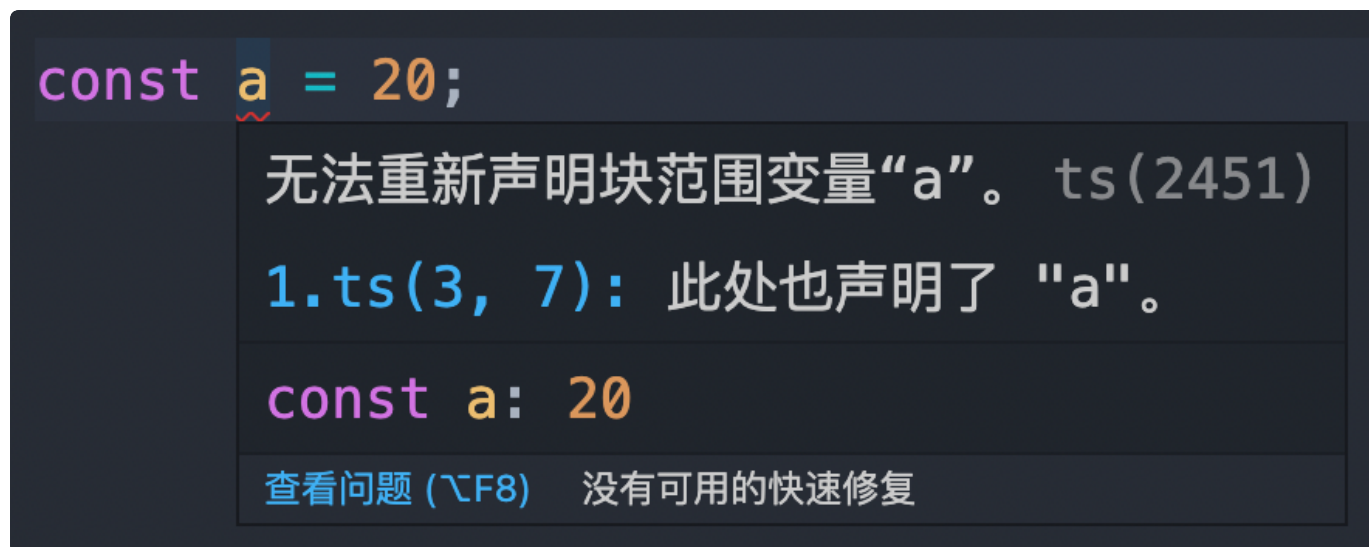 const a = 20;
无法重新声明块范围变量“a”。 ts(2451)
1.ts(3, 7): 此处也声明了 "a"。
const a: 20
查看问题 (⌥F8) 没有可用的快速修复